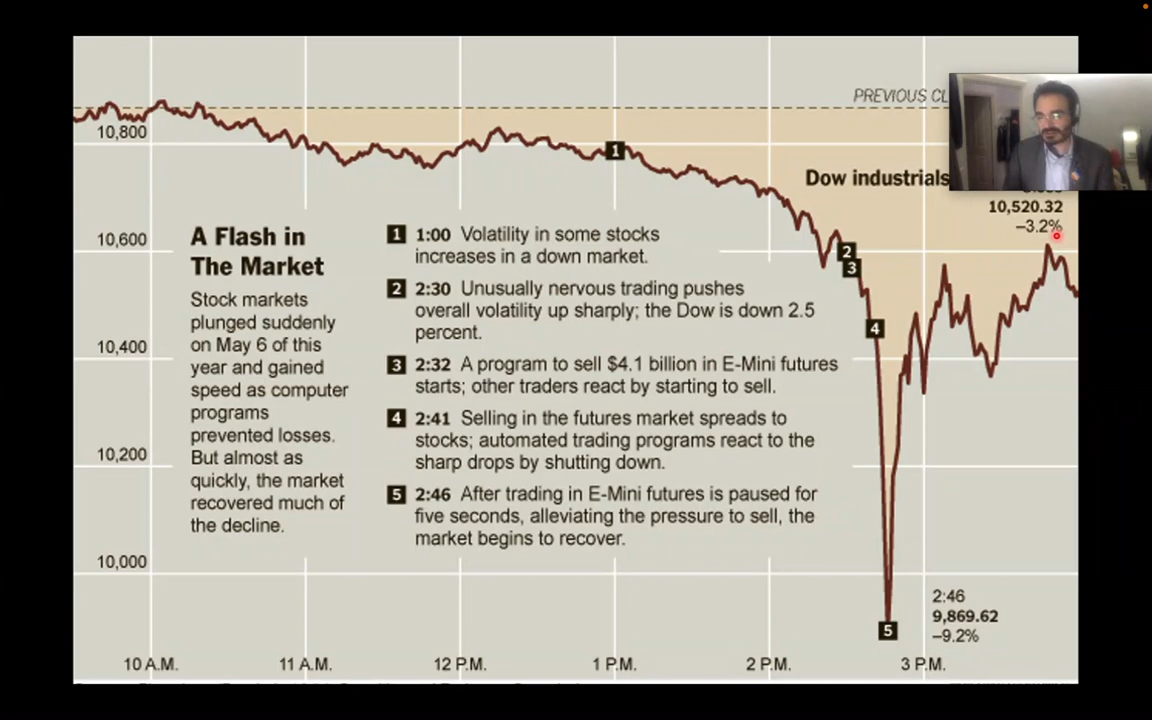 PREVIOUS
10,800
1
Dow industrials
10,520.32
–3.2%
10,600
2
3
A Flash in
The Market
Stock markets
plunged suddenly
on May 6 of this
year and gained
speed as computer
programs
prevented losses.
But almost as
quickly, the market
recovered much of
the decline.
1 1:00 Volatility in some stocks
increases in a down market.
2 2:30 Unusually nervous trading pushes
overall volatility up sharply; the Dow is down 2.5
percent.
3 2:32 A program to sell $4.1 billion in E-Mini futures
starts; other traders react by starting to sell.
4 2:41 Selling in the futures market spreads to
stocks; automated trading programs react to the
sharp drops by shutting down.
5 2:46 After trading in E-Mini futures is paused for
five seconds, alleviating the pressure to sell, the
market begins to recover.
4
10,400
10,200
10,000
5
2:46
9,869.62
–9.2%
10 A.M. 11 A.M. 12 P.M. 1 P.M. 2 P.M. 3 P.M.